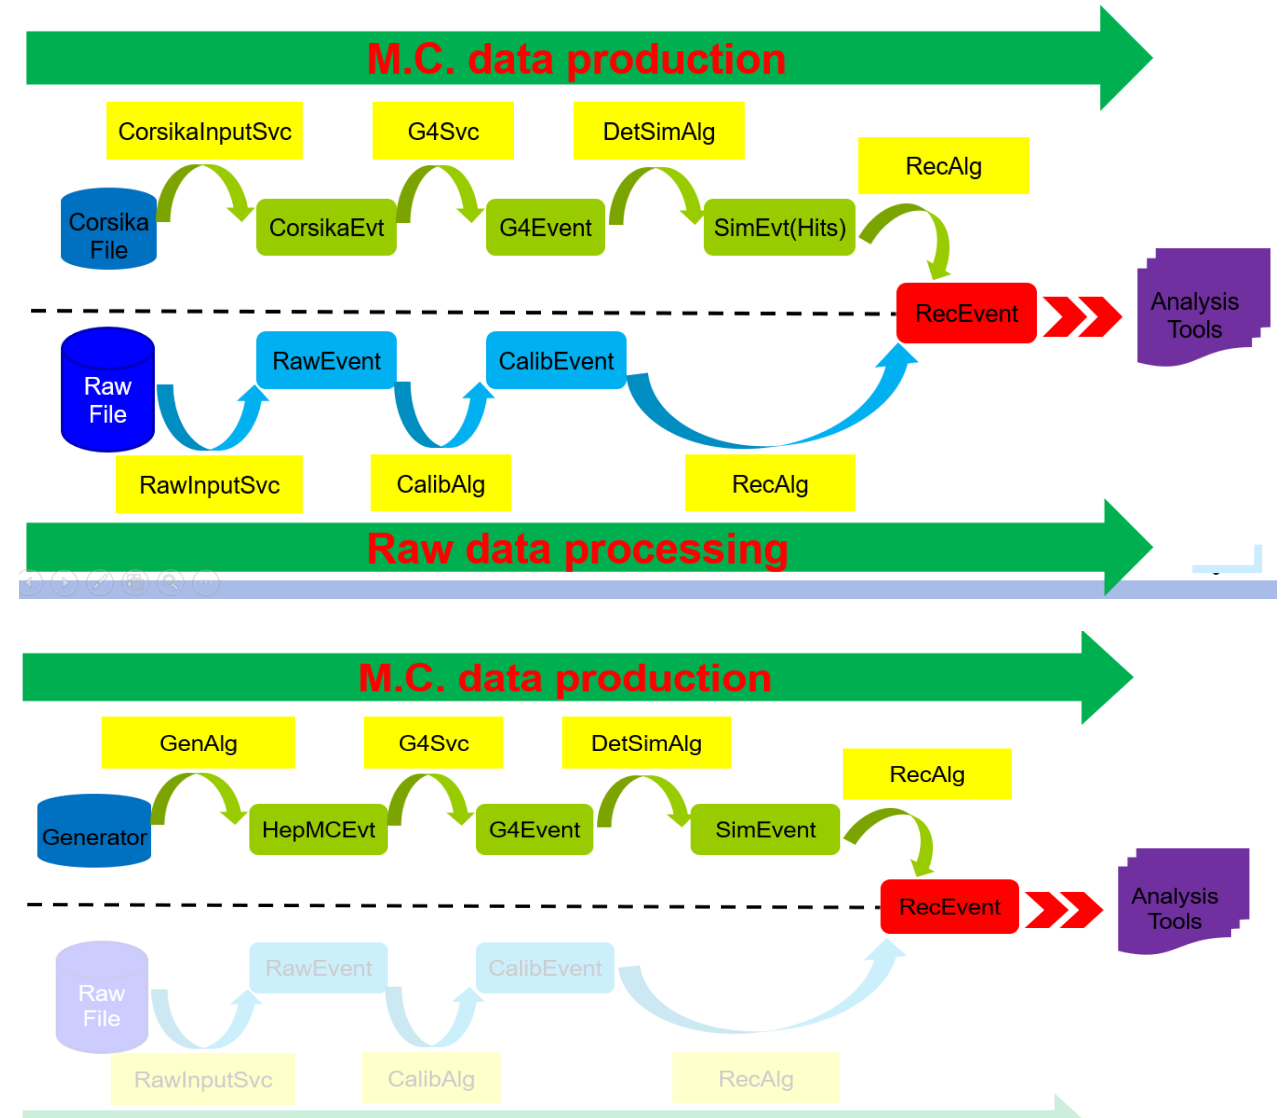 M.C. data production
CorsikaInputSvc
G4Svc
DetSimAlg
RecAlg
Corsika
File
CorsikaEvt
G4Event
SimEvt(Hits)
RecEvent
Analysis
Tools
Raw
File
RawEvent
CalibEvent
RawInputSvc
CalibAlg
RecAlg
Raw data processing
M.C. data production
GenAlg
G4Svc
DetSimAlg
RecAlg
Generator
HepMCEvt
G4Event
SimEvent
RecEvent
Analysis
Tools
Raw
File
RawEvent
CalibEvent
RawInputSvc
CalibAlg
RecAlg